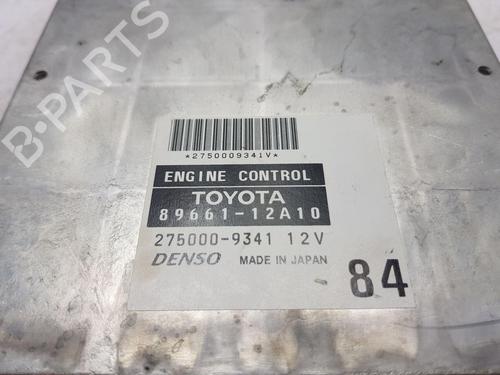 B-PARTS
*2750009341V*
ENGINE CONTROL
TOYOTA
89661-12A10
275000-9341 12V
DENSO MADE IN JAPAN
84